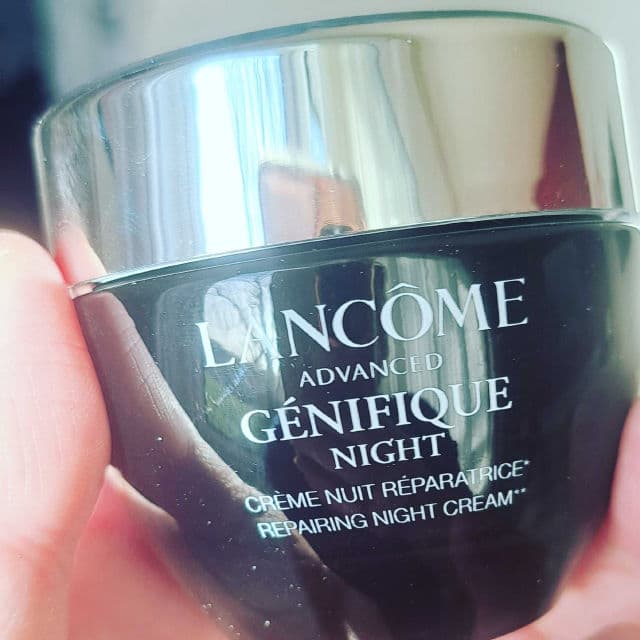 LANCÔME
ADVANCED
GÉNIFIQUE
NIGHT
CRÈME NUIT RÉPARATRICE*
REPAIRING NIGHT CREAM**